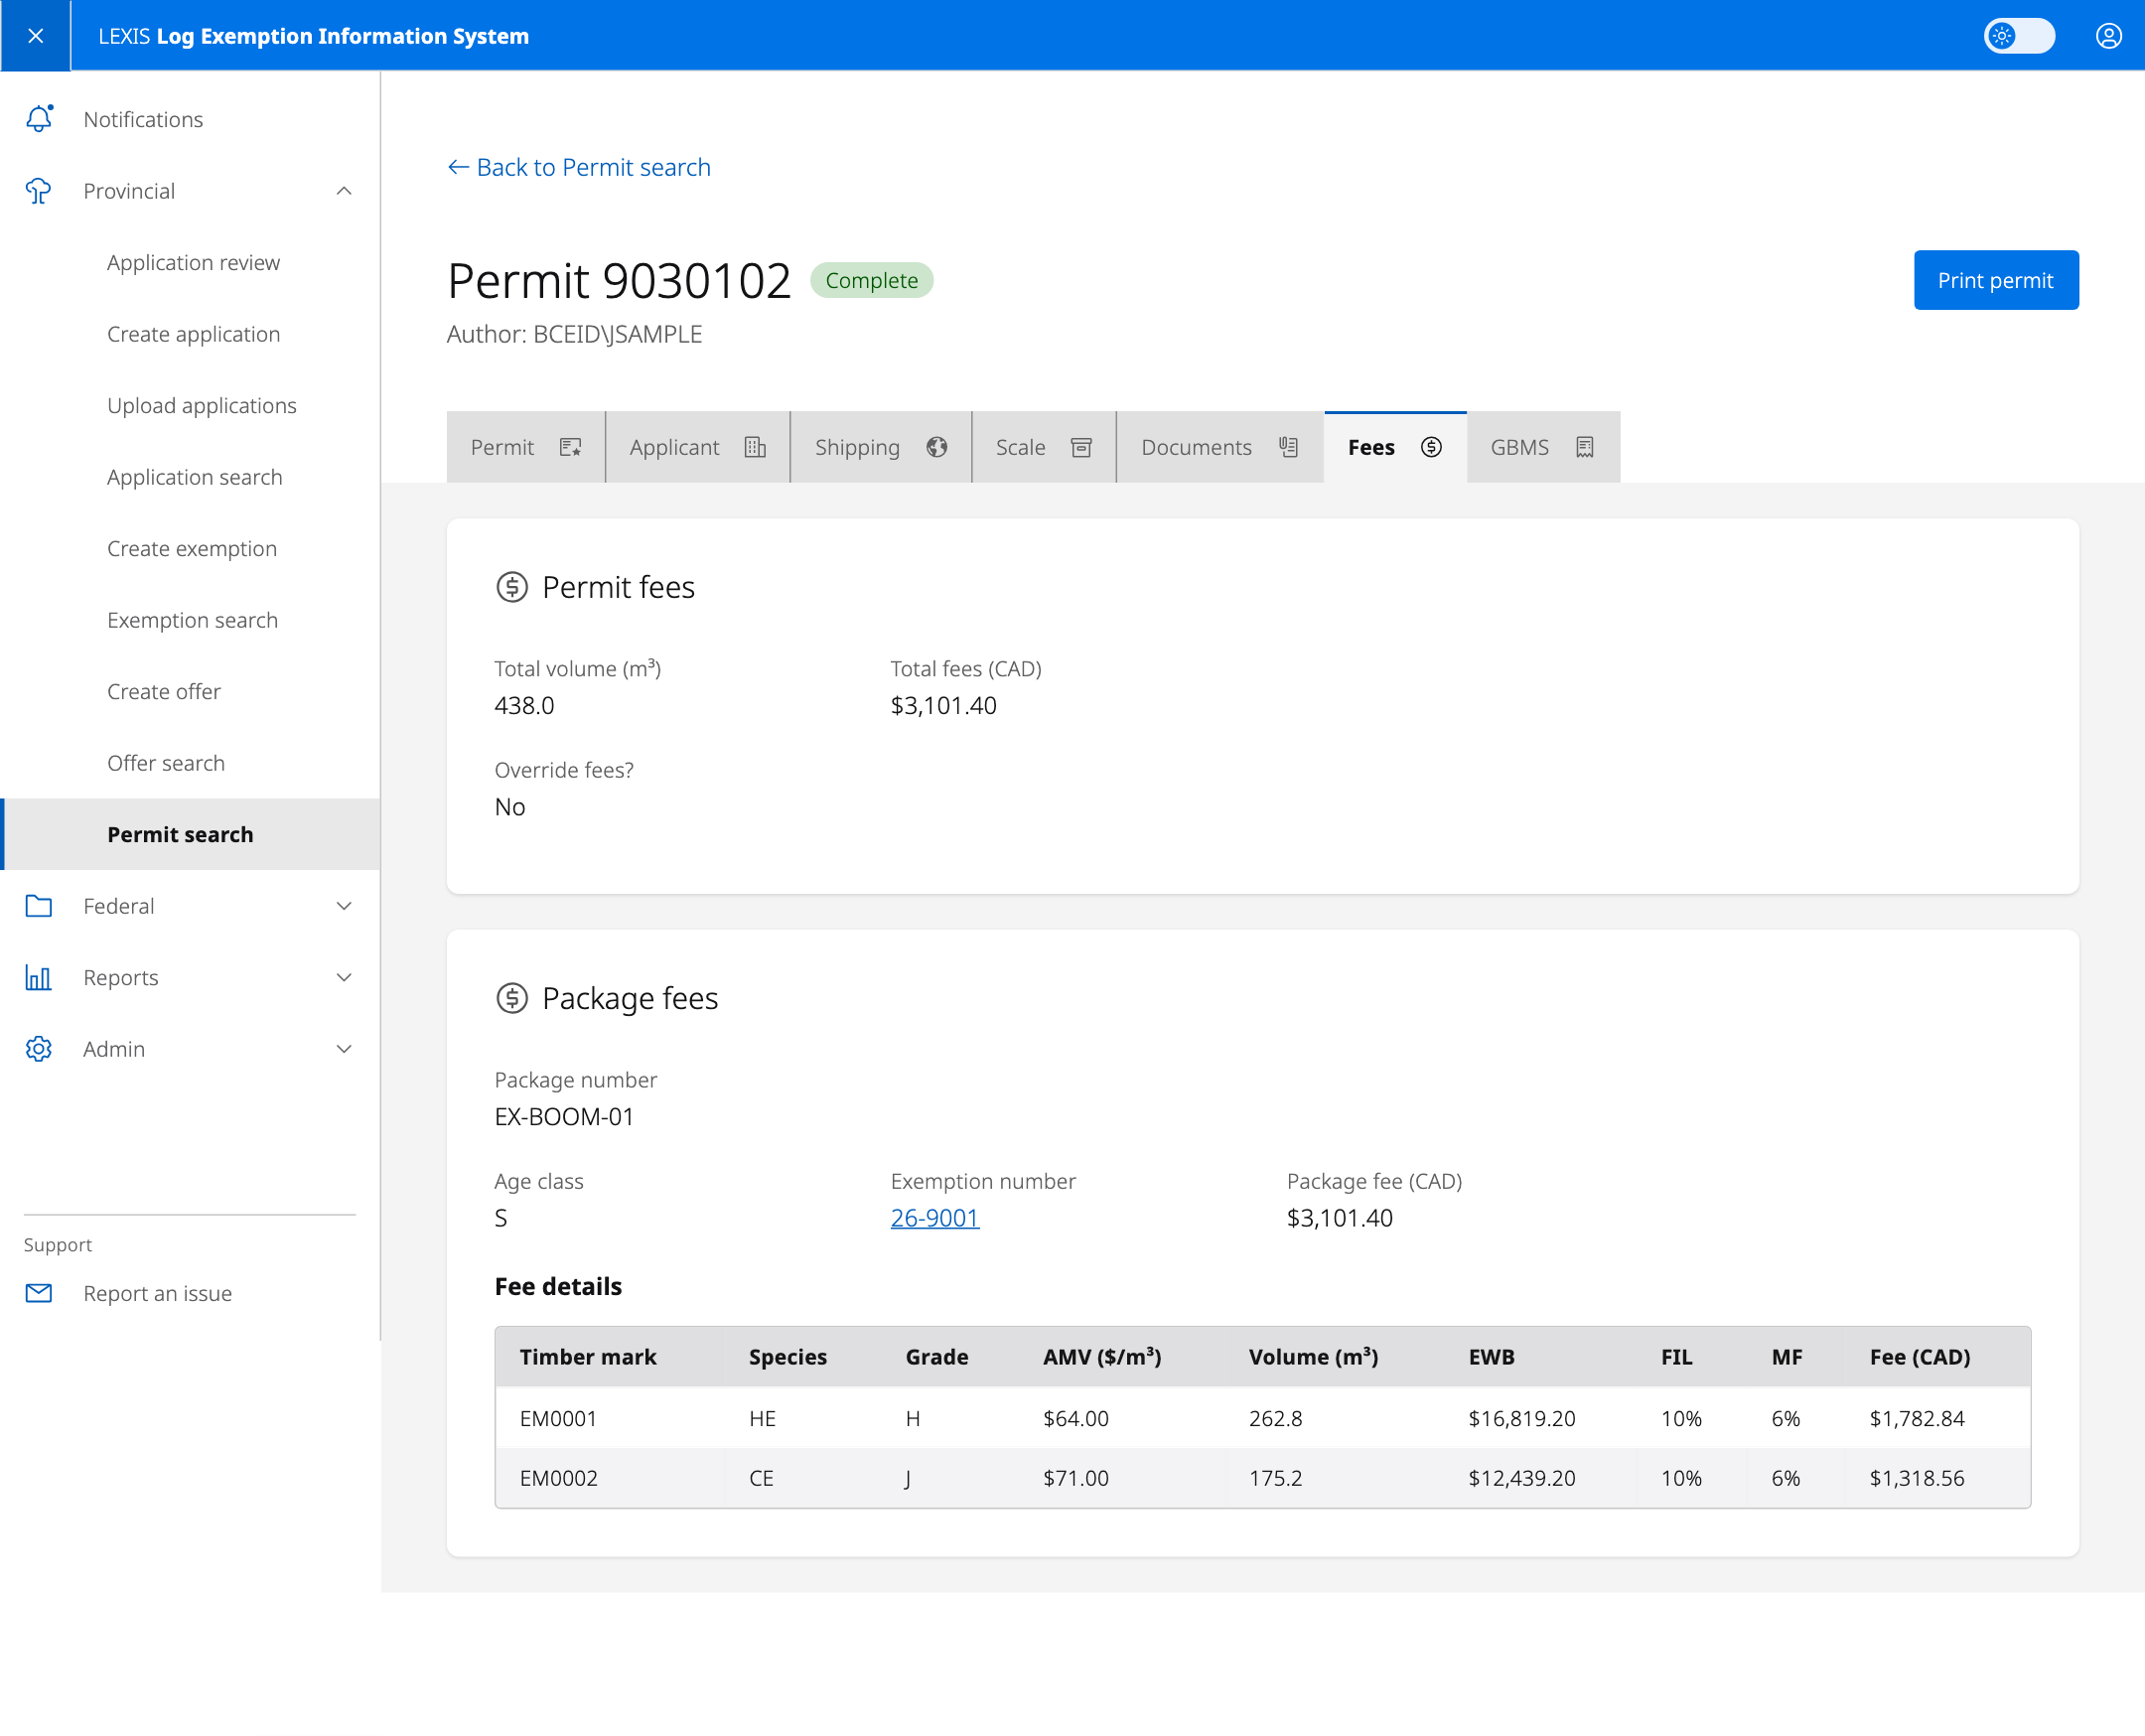 LEXIS Log Exemption Information System
Notifications
Provincial
Application review
Create application
Upload applications
Application search
Create exemption
Exemption search
Create offer
Offer search
Permit search
Federal
Reports
Admin
Support
Report an issue
← Back to Permit search
Permit 9030102 Complete
Print permit
Author: BCEID\JSAMPLE
Permit Applicant Shipping Scale Documents Fees GBMS
Permit fees
Total volume (m³) Total fees (CAD)
438.0 $3,101.40
Override fees?
No
Package fees
Package number
EX-BOOM-01
Age class Exemption number Package fee (CAD)
S 26-9001 $3,101.40
Fee details
Timber mark Species Grade AMV ($/m³) Volume (m³) EWB FIL MF Fee (CAD)
EM0001 HE H $64.00 262.8 $16,819.20 10% 6% $1,782.84
EM0002 CE J $71.00 175.2 $12,439.20 10% 6% $1,318.56